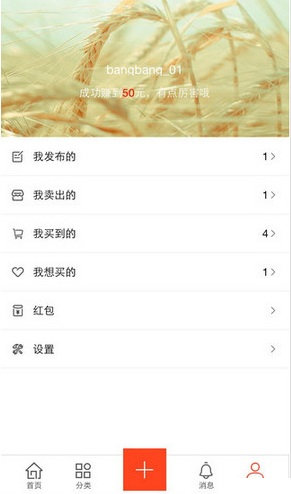 bangbang_01
成功赚到50元，有点厉害哦
我发布的 1
我卖出的 1
我买到的 4
我想买的 1
红包
设置
首页 分类 消息